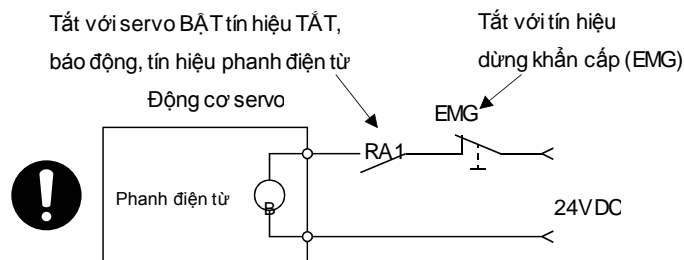 Tắt với servo BẬT tín hiệu TẮT,
báo động, tín hiệu phanh điện từ
Tắt với tín hiệu
dừng khẩn cấp (EMG)
Động cơ servo
EMG
RA1
Phanh điện từ
B
24VDC